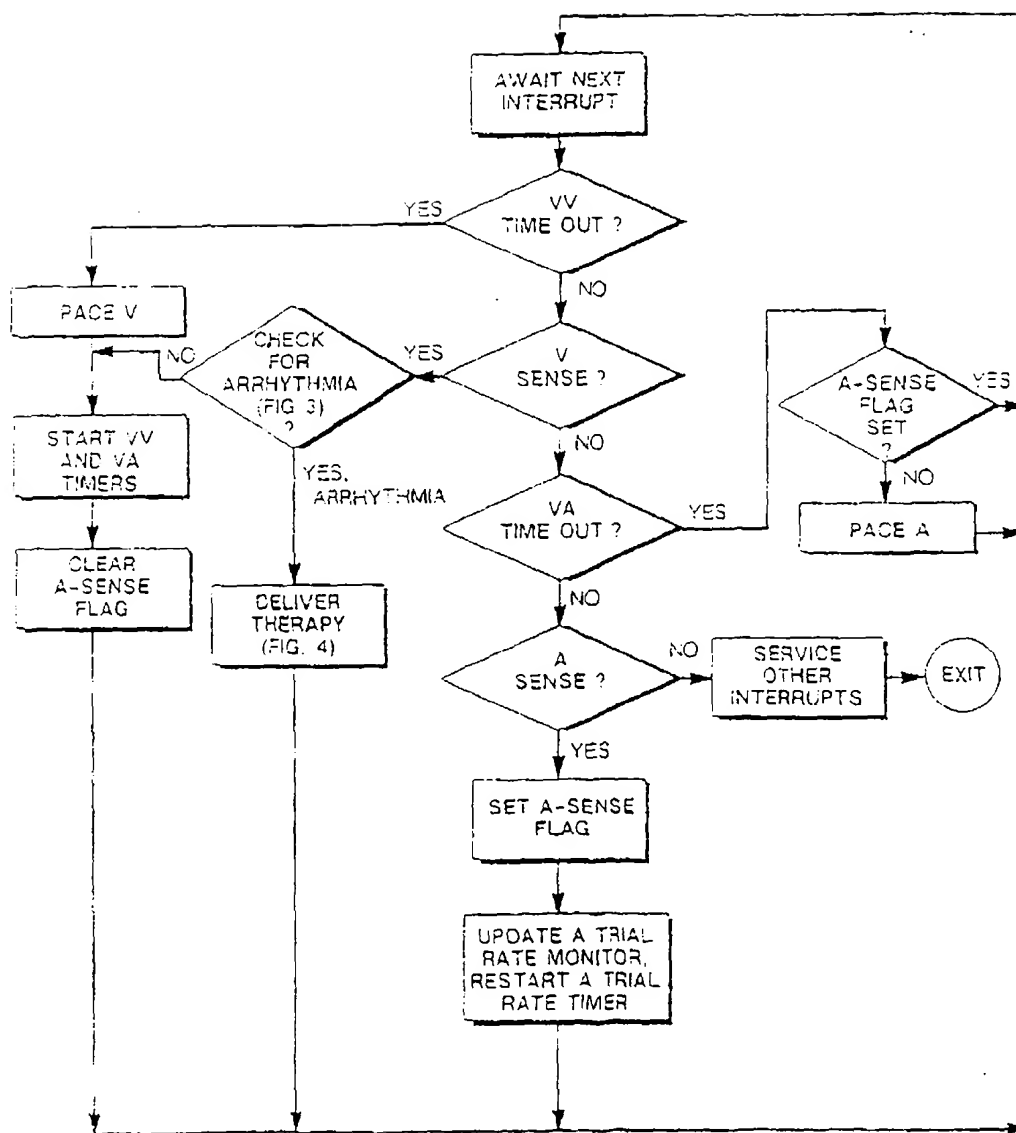 AWAIT NEXT
INTERRUPT
VV
TIME OUT ?
YES
NO
PACE V
CHECK
FOR
ARRHYTHMIA
(FIG 3)
?
NO
YES
V
SENSE ?
NO
A-SENSE
FLAG
SET
?
YES
NO
PACE A
START VV
AND VA
TIMERS
YES,
ARRHYTHMIA
VA
TIME OUT ?
YES
NO
CLEAR
A-SENSE
FLAG
DELIVER
THERAPY
(FIG. 4)
A
SENSE ?
NO
SERVICE
OTHER
INTERRUPTS
EXIT
YES
SET A-SENSE
FLAG
UPDATE A TRIAL
RATE MONITOR,
RESTART A TRIAL
RATE TIMER